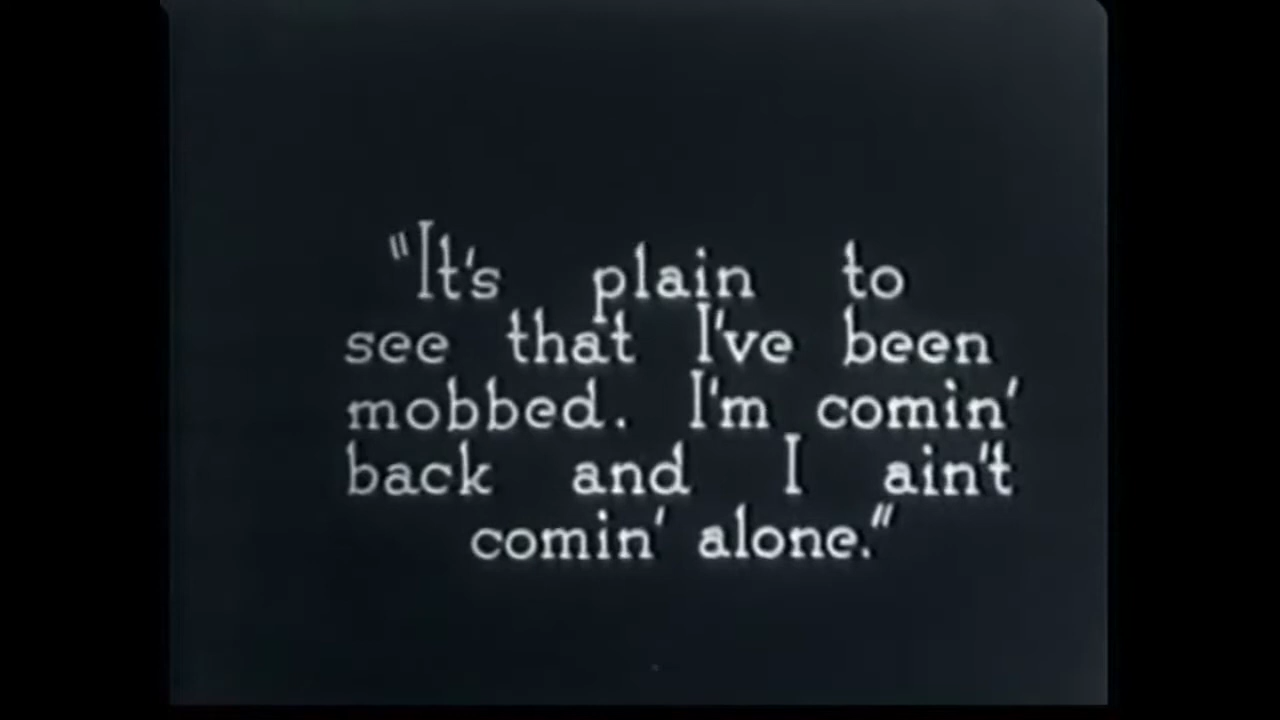 "It's plain to
see that I've been
mobbed. I'm comin'
back and I ain't
comin' alone."